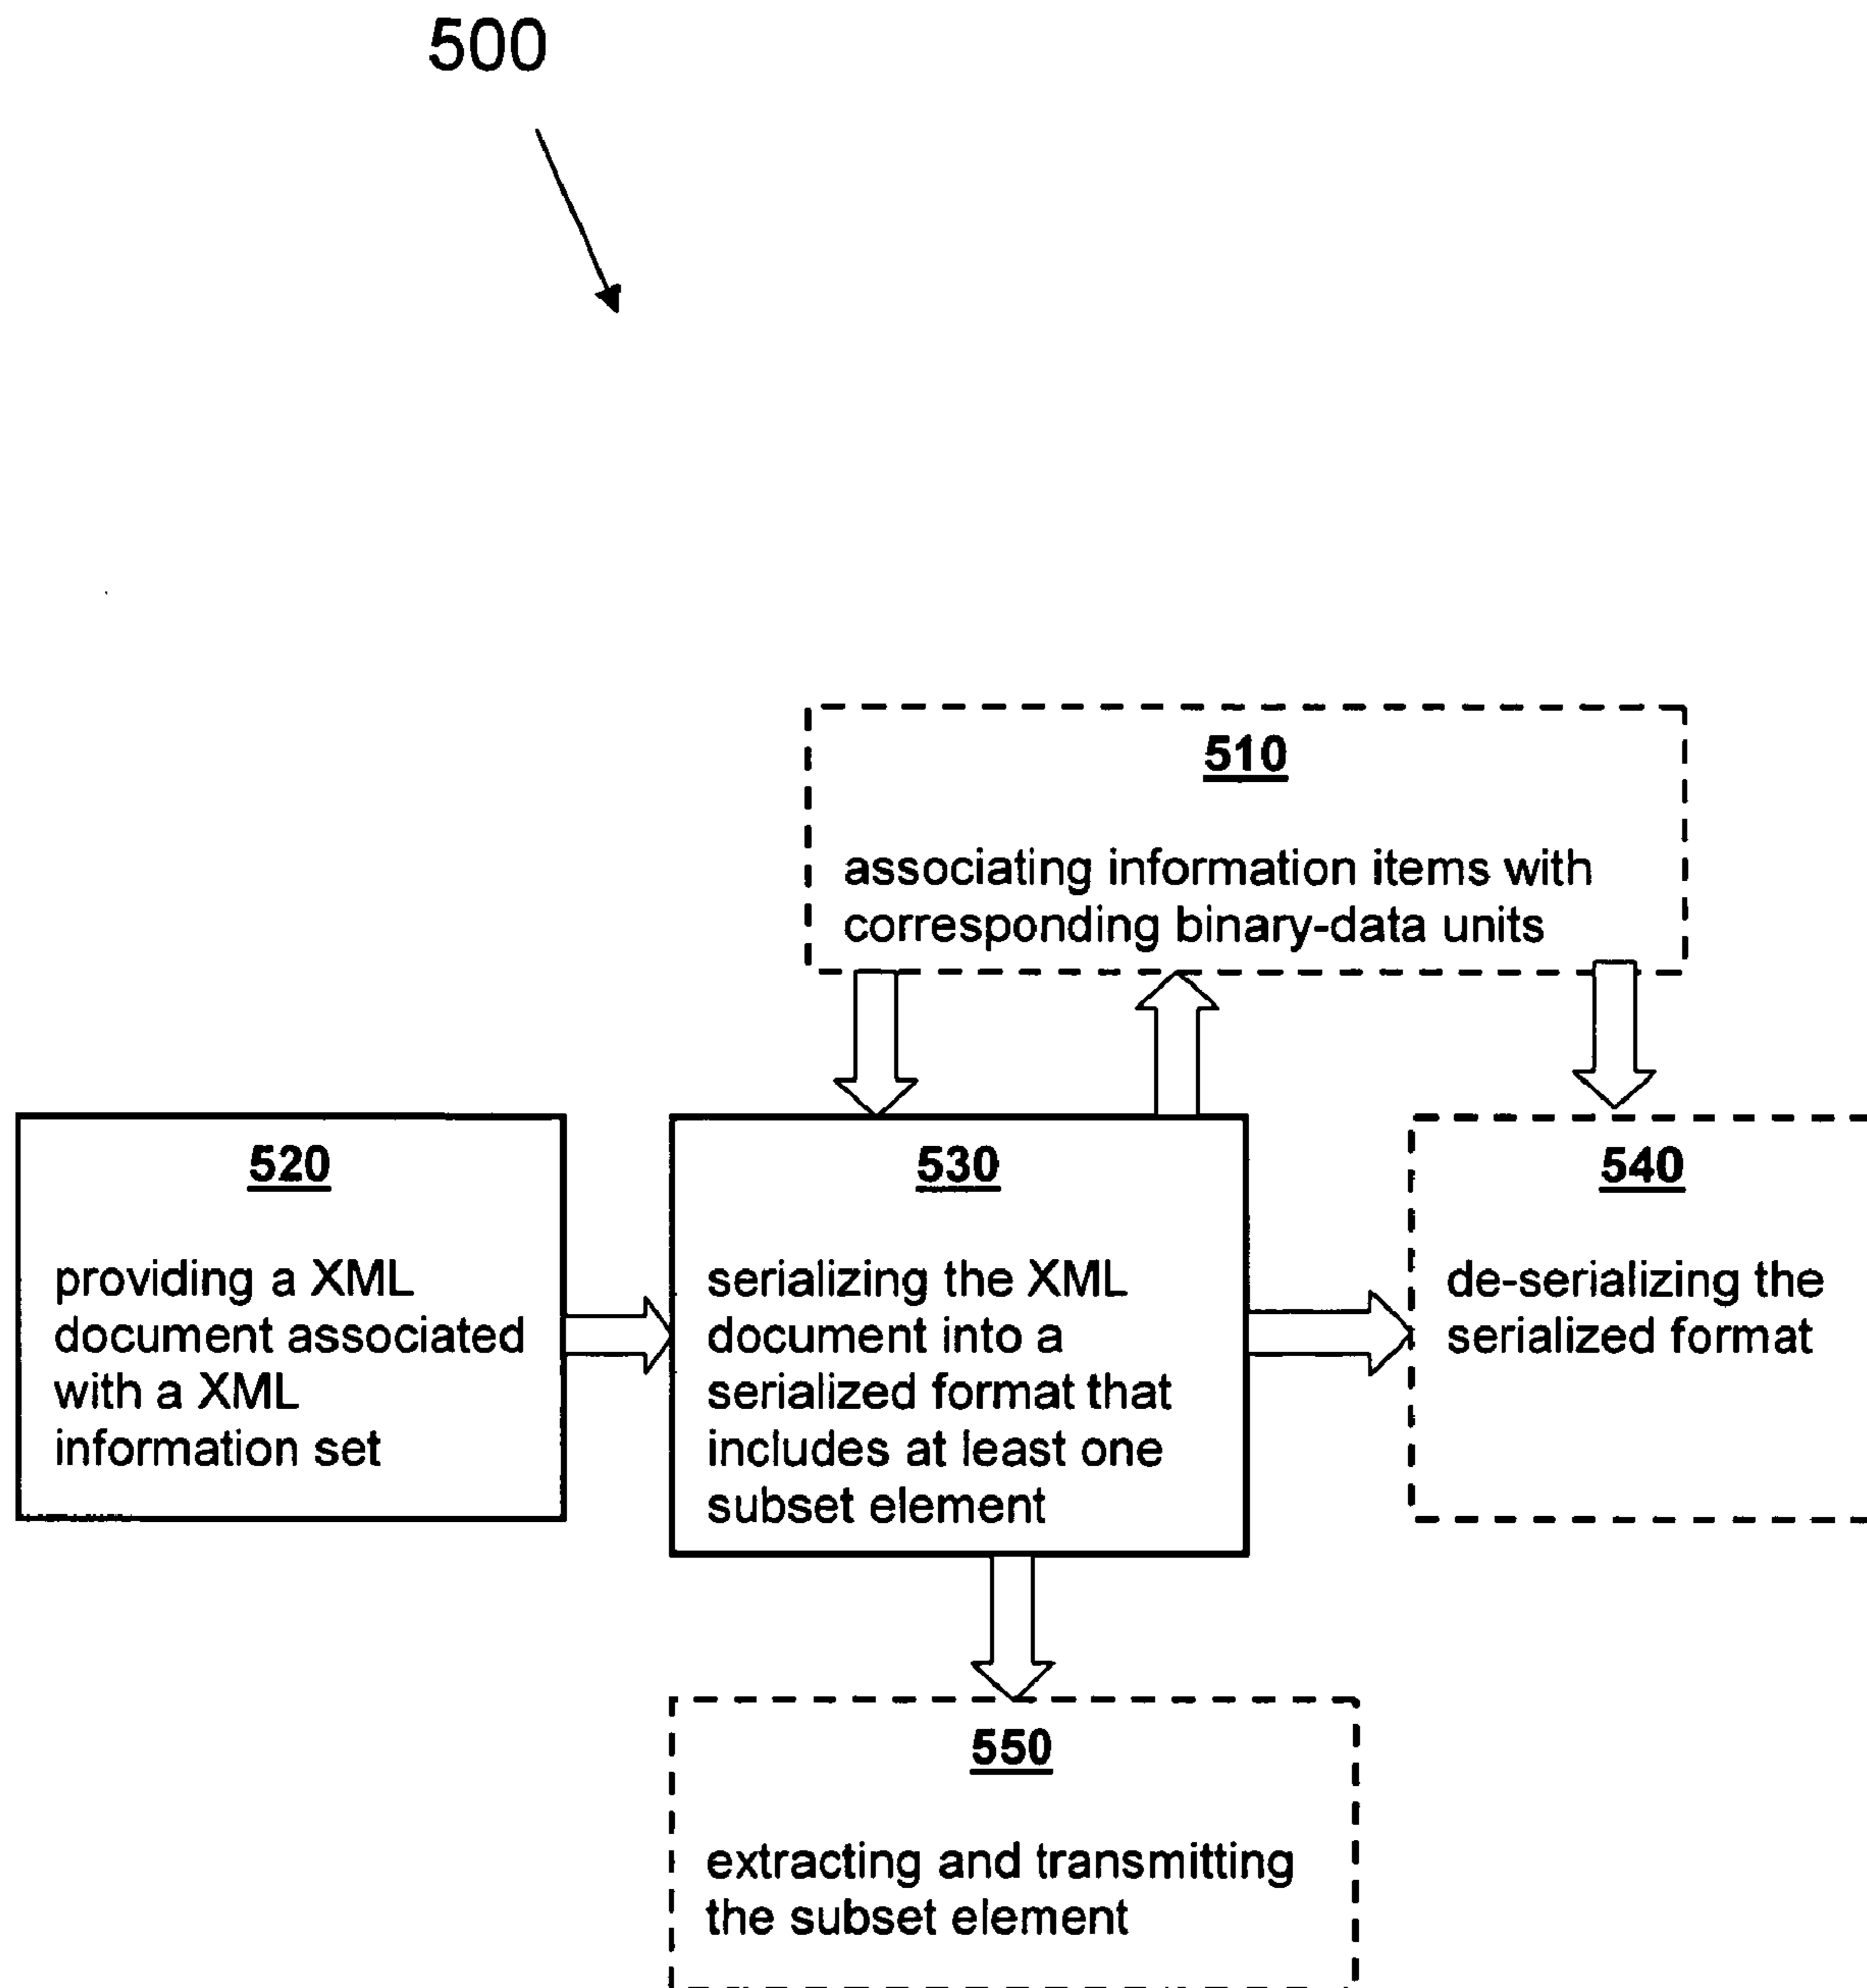 500
510
associating information items with
corresponding binary-data units
520
providing a XML
document associated
with a XML
information set
530
serializing the XML
document into a
serialized format that
includes at least one
subset element
540
de-serializing the
serialized format
550
extracting and transmitting
the subset element